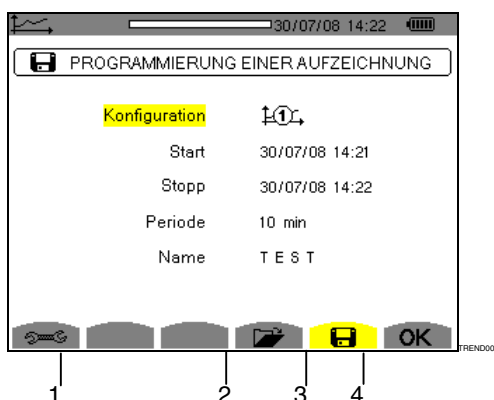 30/07/08 14:22
PROGRAMMIERUNG EINER AUFZEICHNUNG
Konfiguration 1
Start 30/07/08 14:21
Stopp 30/07/08 14:22
Periode 10 min
Name T E S T
OK
TREND00
1 2 3 4